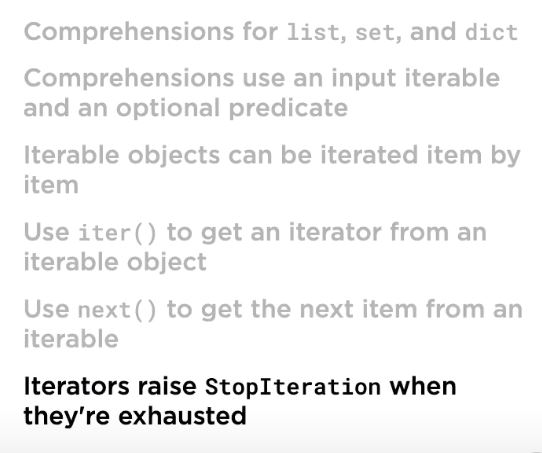 Comprehensions for list, set, and dict
Comprehensions use an input iterable
and an optional predicate
Iterable objects can be iterated item by
item
Use iter() to get an iterator from an
iterable object
Use next() to get the next item from an
iterable
Iterators raise StopIteration when
they're exhausted